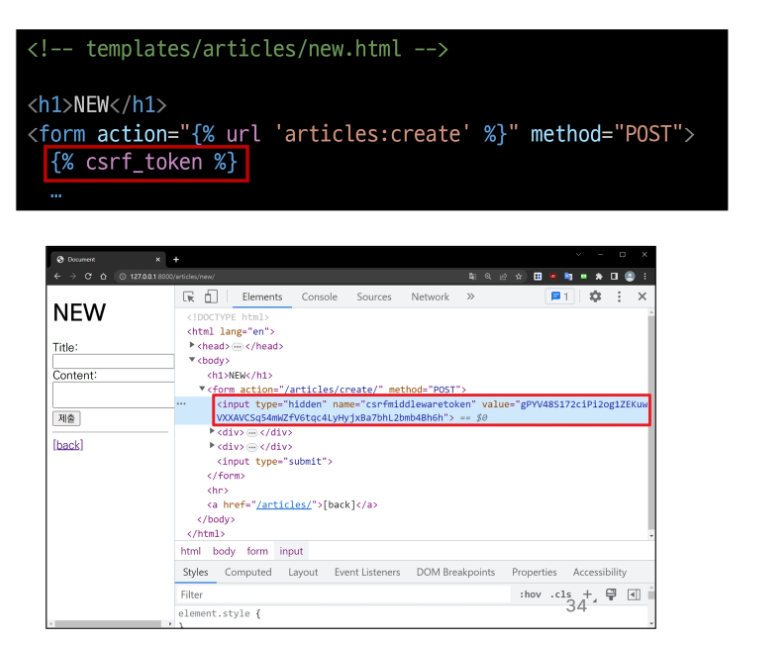 <!-- templates/articles/new.html -->
<h1>NEW</h1>
<form action="{% url 'articles:create' %}" method="POST">
{% csrf_token %}
…
Document × +
127.0.0.1:8000/articles/new/
Elements Console Sources Network » 1
NEW
Title:
Content:
제출
[back]
<!DOCTYPE html>
<html lang="en">
<head> … </head>
<body>
<h1>NEW</h1>
<form action="/articles/create/" method="POST">
<input type="hidden" name="csrfmiddlewaretoken" value="gPYV48S172ciPi2og1ZEKuw
VXXAVCSq54mWZfV6tqc4LyHyjxBa7bhL2bmb4Bh6h"> == $0
<div> … </div>
<div> … </div>
<input type="submit">
</form>
<hr>
<a href="/articles/">[back]</a>
</body>
</html>
html body form input
Styles Computed Layout Event Listeners DOM Breakpoints Properties Accessibility
Filter :hov .cls +
34
element.style {
}